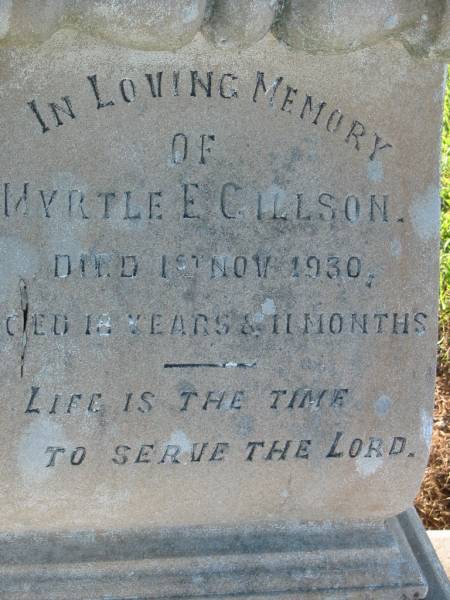 In Loving Memory
OF
MYRTLE E. GILLSON.
DIED 1ST NOV. 1930,
AGED 18 YEARS & 11 MONTHS
LIFE IS THE TIME
TO SERVE THE LORD.